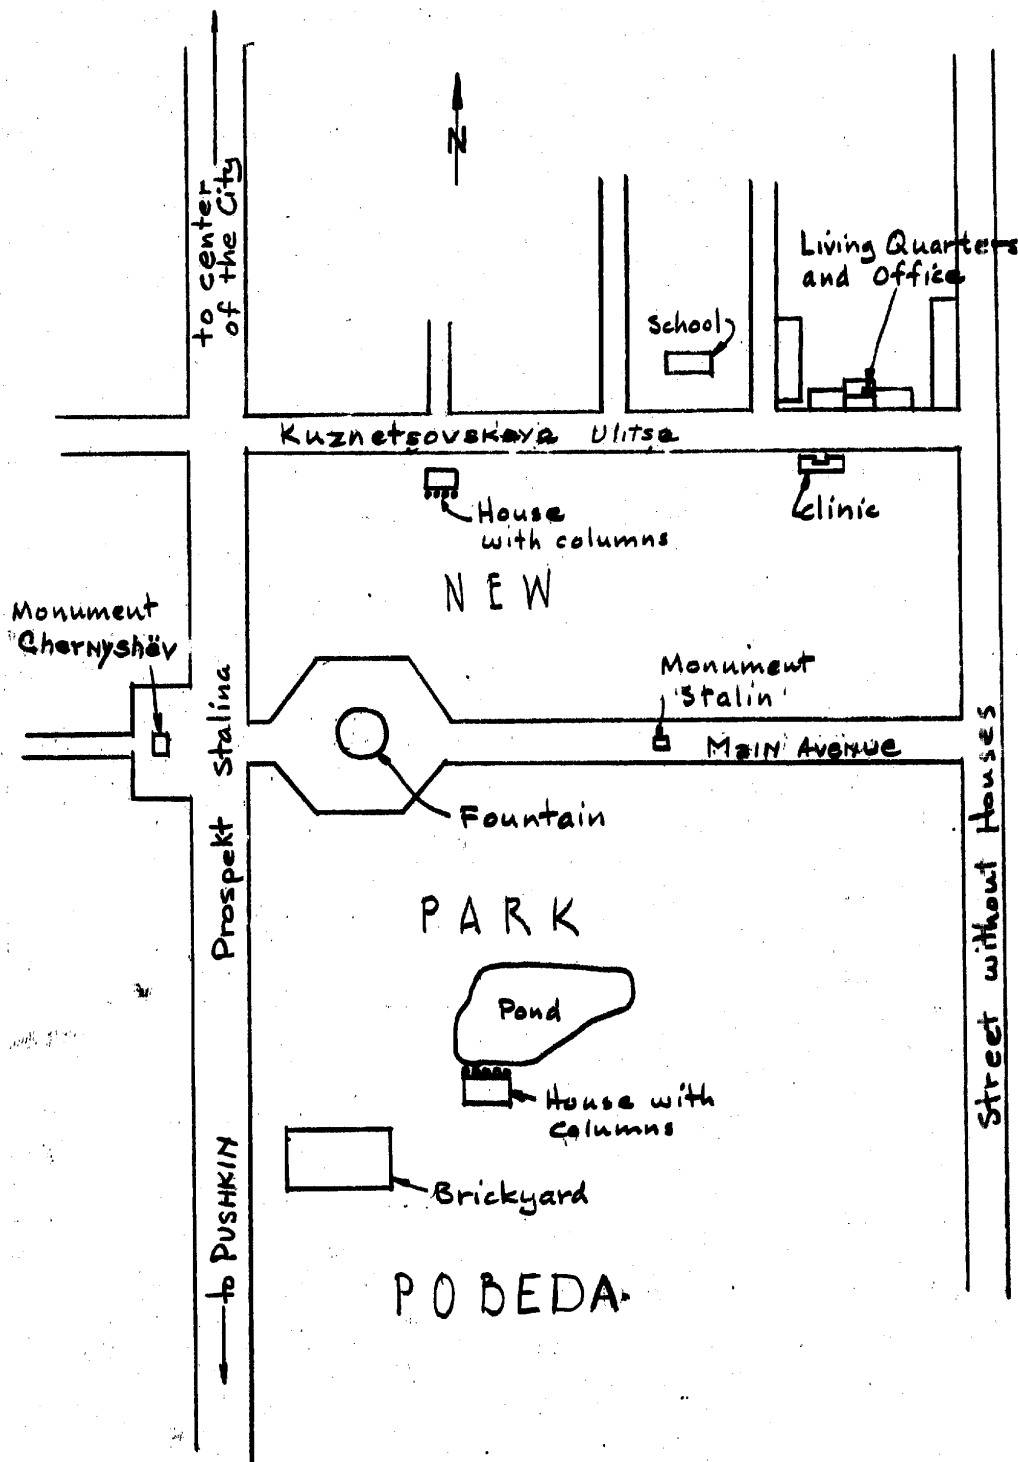 to center
of the City
N
Living Quarters
and Office
School
Kuznetsovskaya Ulitsa
House
with columns
Clinic
NEW
Monument
Chernyshëv
Monument
'Stalin'
Prospekt Stalina
Main Avenue
Fountain
PARK
Street without Houses
Pond
House with
columns
Brickyard
to PUSHKIN
POBEDA